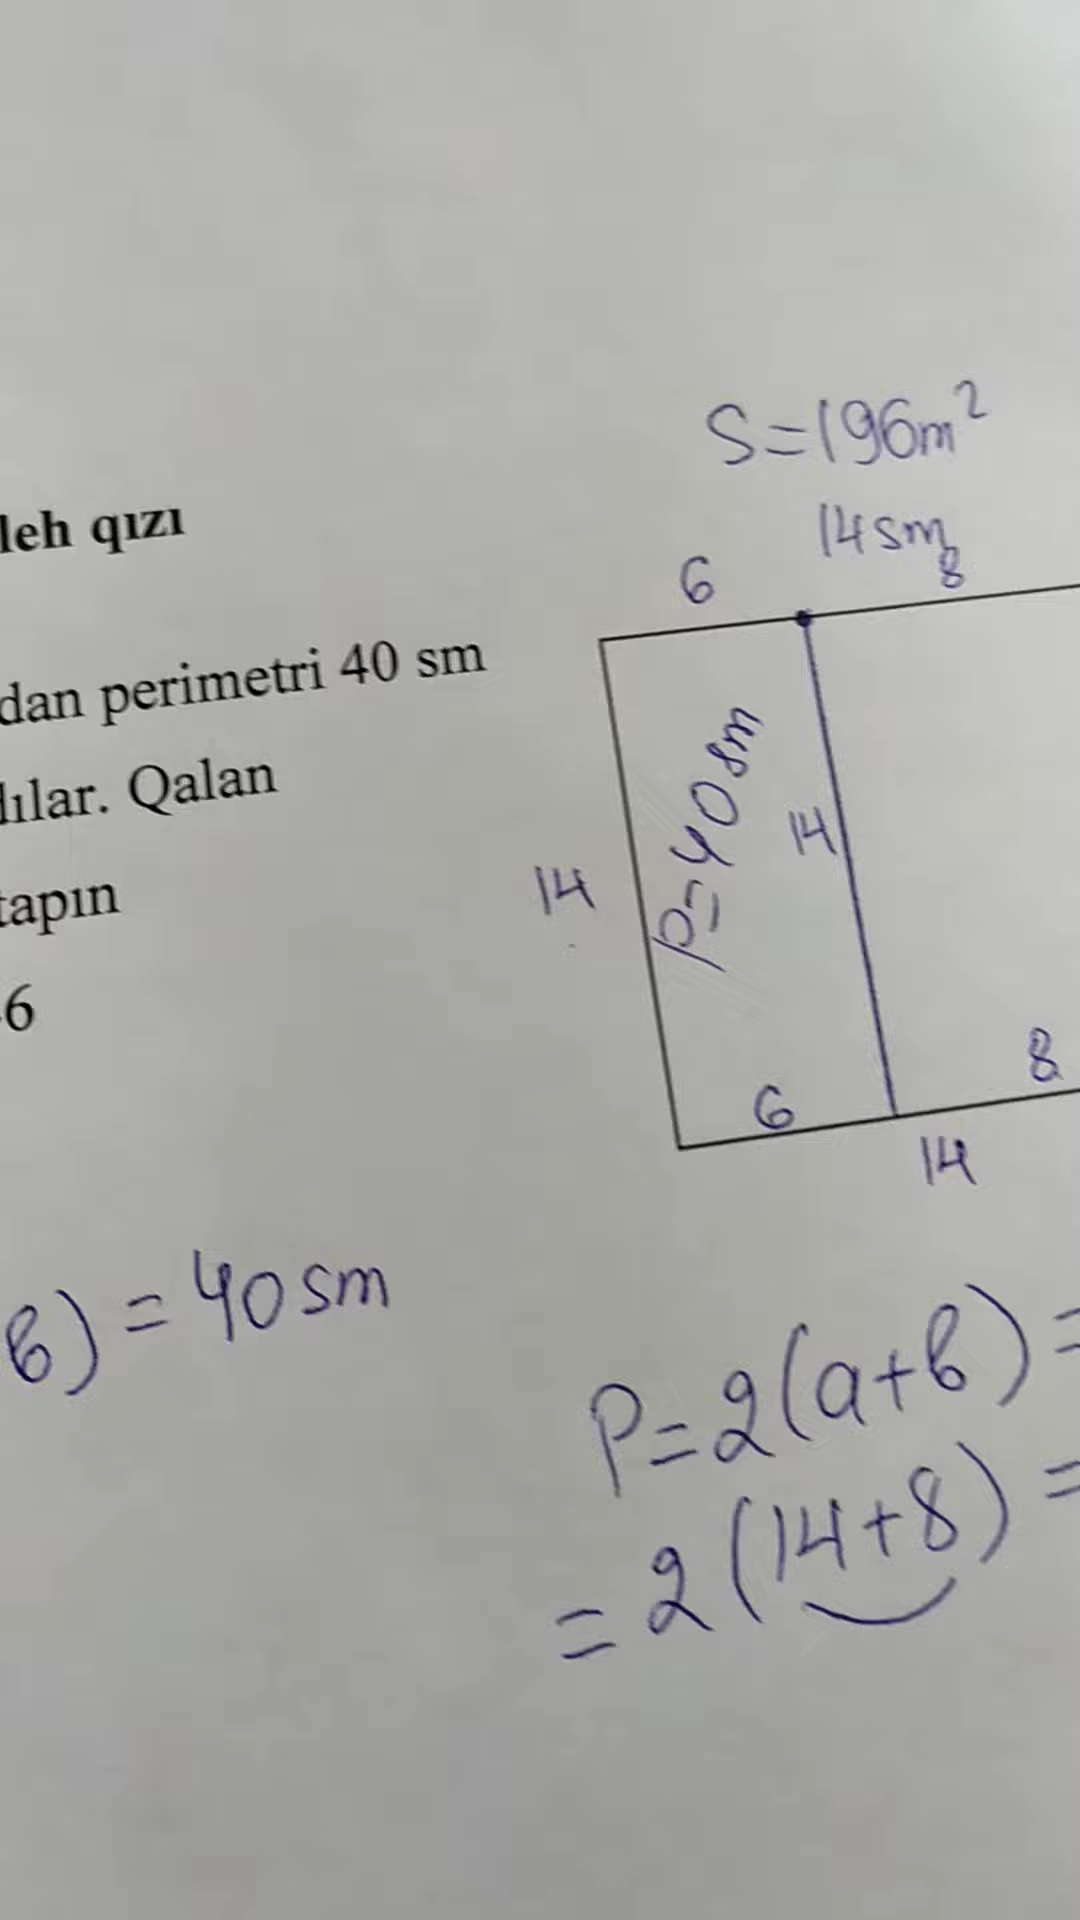 S=196m²
14sm
6 8
leh qızı
dan perimetri 40 sm
lılar. Qalan
P=40sm
14
14
tapın
6
8
6
14
в) = 40sm
P=2(a+в) =
= 2(14+8) =